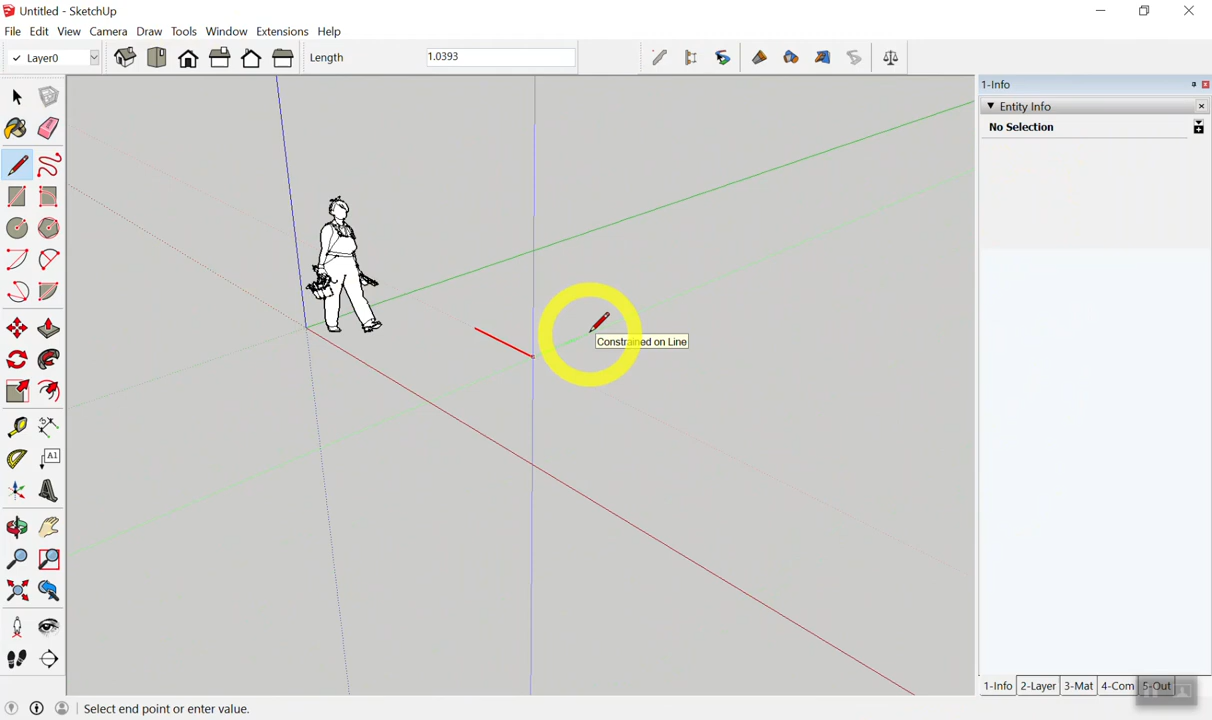 Untitled - SketchUp
File Edit View Camera Draw Tools Window Extensions Help
Layer0 Length 1.0393
1-Info
Entity Info
No Selection
Constrained on Line
A1
1-Info 2-Layer 3-Mat 4-Com 5-Out
Select end point or enter value.